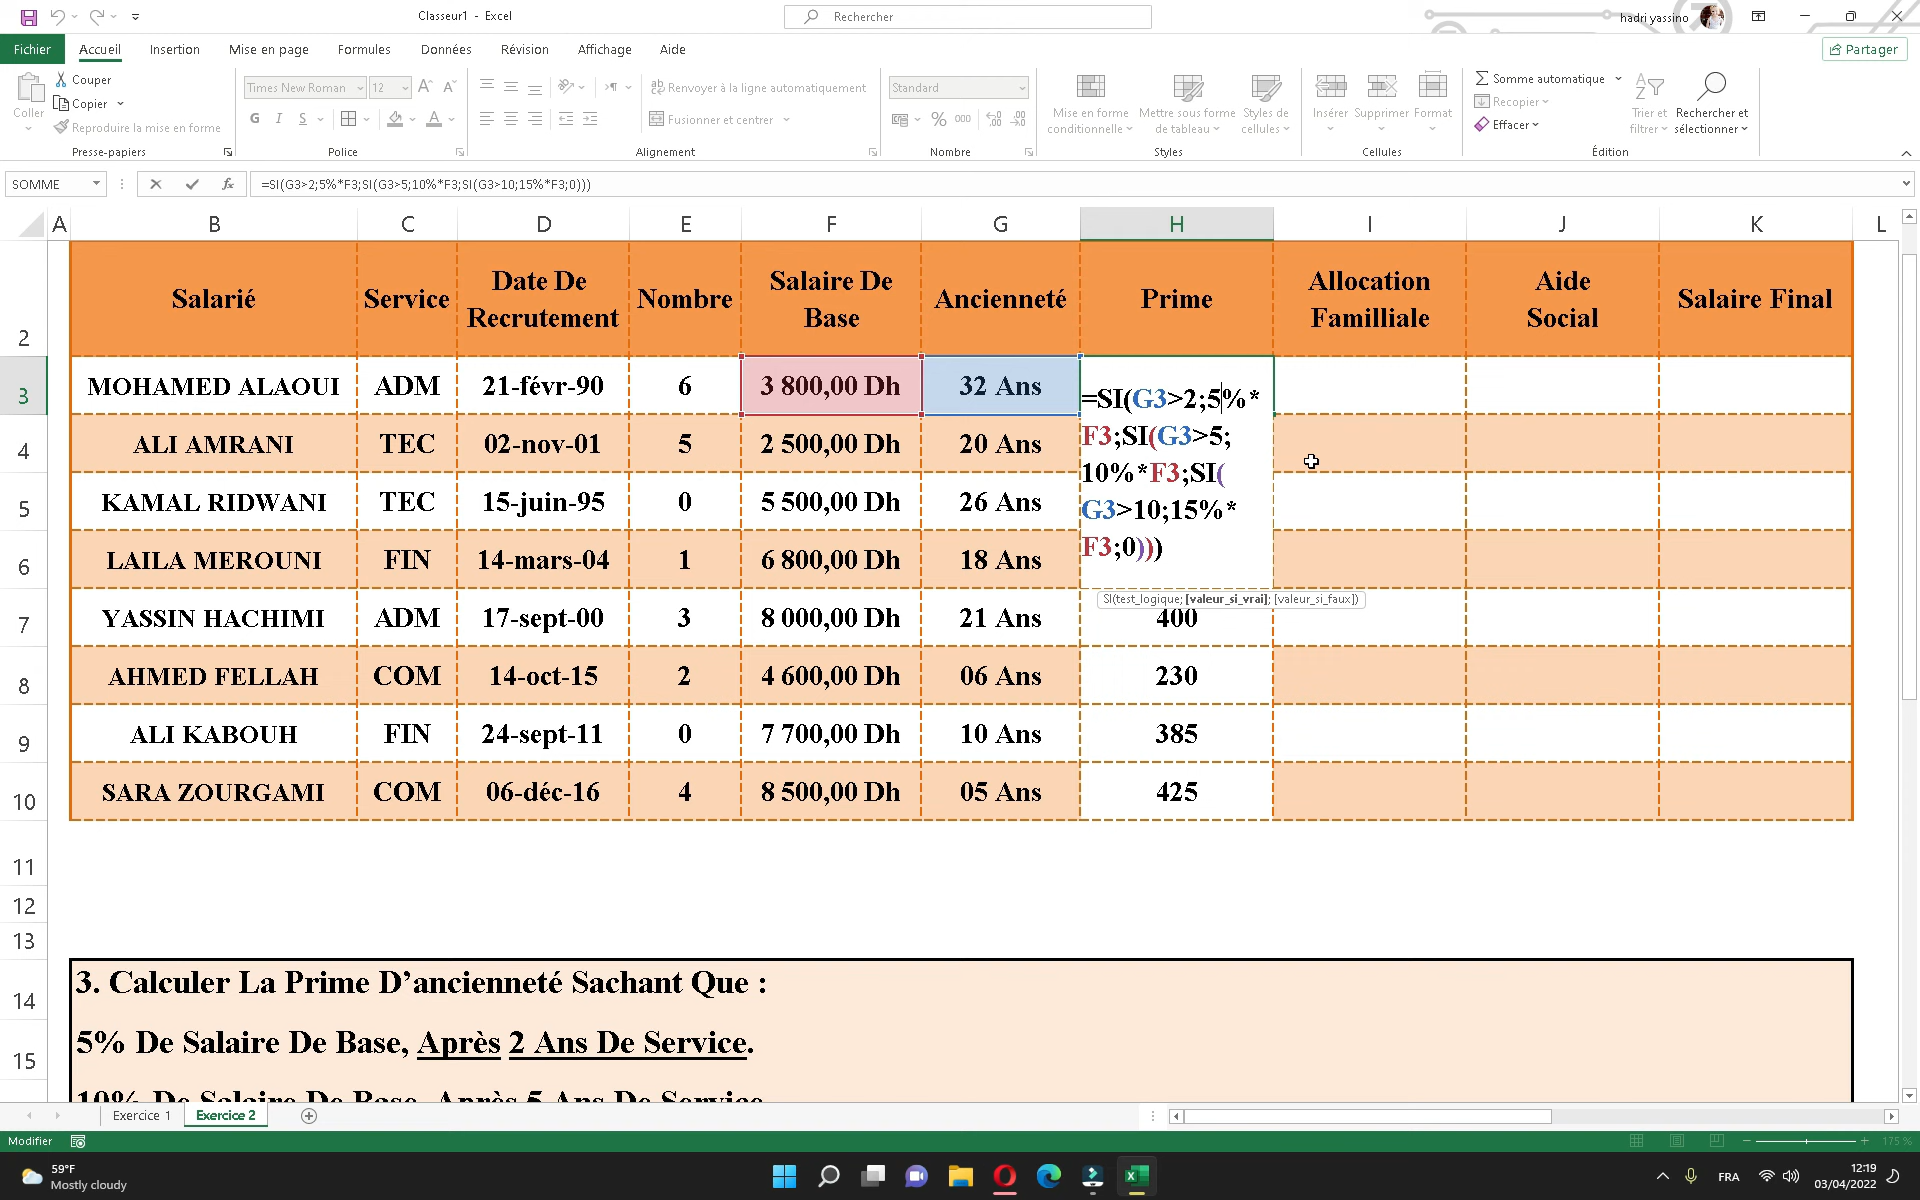 Classeur1 - Excel
Rechercher
hadri yassino
Fichier Accueil Insertion Mise en page Formules Données Révision Affichage Aide
Partager
Coller
Couper
Copier
Reproduire la mise en forme
Presse-papiers
Times New Roman 12
G I S
Police
Renvoyer à la ligne automatiquement
Fusionner et centrer
Alignement
Standard
% 000
Nombre
Mise en forme conditionnelle
Mettre sous forme de tableau
Styles de cellules
Styles
Insérer Supprimer Format
Cellules
Somme automatique
Recopier
Effacer
Trier et filtrer
Rechercher et sélectionner
Édition
SOMME
fx
=SI(G3>2;5%*F3;SI(G3>5;10%*F3;SI(G3>10;15%*F3;0)))
A B C D E F G H I J K L
2 Salarié Service Date De Recrutement Nombre Salaire De Base Ancienneté Prime Allocation Familliale Aide Social Salaire Final
3 MOHAMED ALAOUI ADM 21-févr-90 6 3 800,00 Dh 32 Ans
=SI(G3>2;5%*
F3;SI(G3>5;
10%*F3;SI(
G3>10;15%*
F3;0)))
SI(test_logique; [valeur_si_vrai]; [valeur_si_faux])
4 ALI AMRANI TEC 02-nov-01 5 2 500,00 Dh 20 Ans
5 KAMAL RIDWANI TEC 15-juin-95 0 5 500,00 Dh 26 Ans
6 LAILA MEROUNI FIN 14-mars-04 1 6 800,00 Dh 18 Ans
7 YASSIN HACHIMI ADM 17-sept-00 3 8 000,00 Dh 21 Ans 400
8 AHMED FELLAH COM 14-oct-15 2 4 600,00 Dh 06 Ans 230
9 ALI KABOUH FIN 24-sept-11 0 7 700,00 Dh 10 Ans 385
10 SARA ZOURGAMI COM 06-déc-16 4 8 500,00 Dh 05 Ans 425
11
12
13
14 3. Calculer La Prime D’ancienneté Sachant Que :
15 5% De Salaire De Base, Après 2 Ans De Service.
10% De Salaire De Base, Après 5 Ans De Service
Exercice 1 Exercice 2
Modifier
175 %
59°F
Mostly cloudy
FRA
12:19
03/04/2022